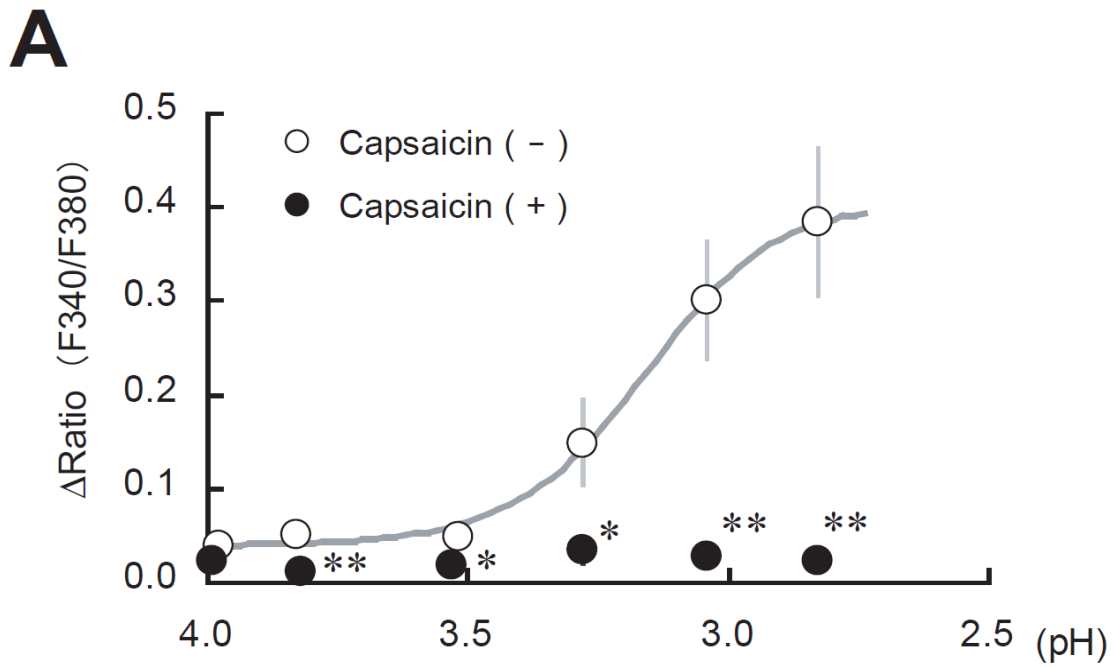 A
0.5
0.4
0.3
0.2
0.1
0.0
ΔRatio (F340/F380)
Capsaicin ( - )
Capsaicin ( + )
** * * ** **
4.0 3.5 3.0 2.5 (pH)